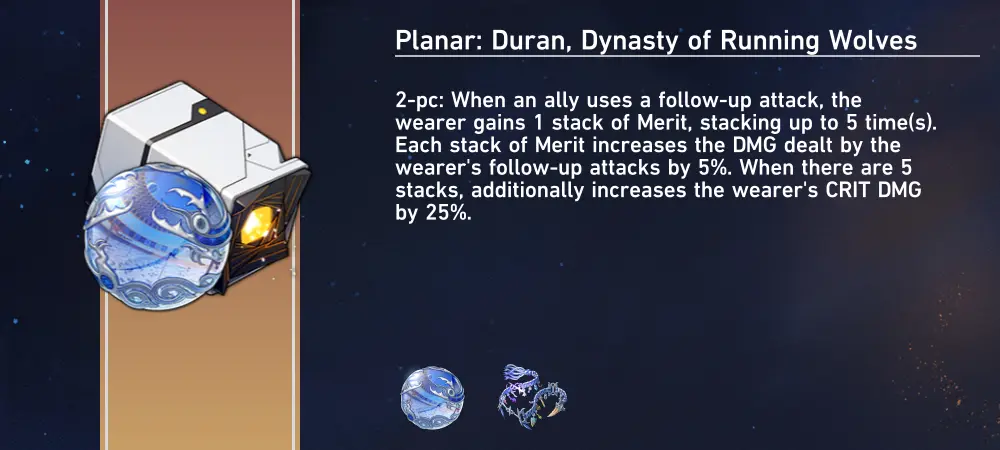 Planar: Duran, Dynasty of Running Wolves
2-pc: When an ally uses a follow-up attack, the
wearer gains 1 stack of Merit, stacking up to 5 time(s).
Each stack of Merit increases the DMG dealt by the
wearer's follow-up attacks by 5%. When there are 5
stacks, additionally increases the wearer's CRIT DMG
by 25%.